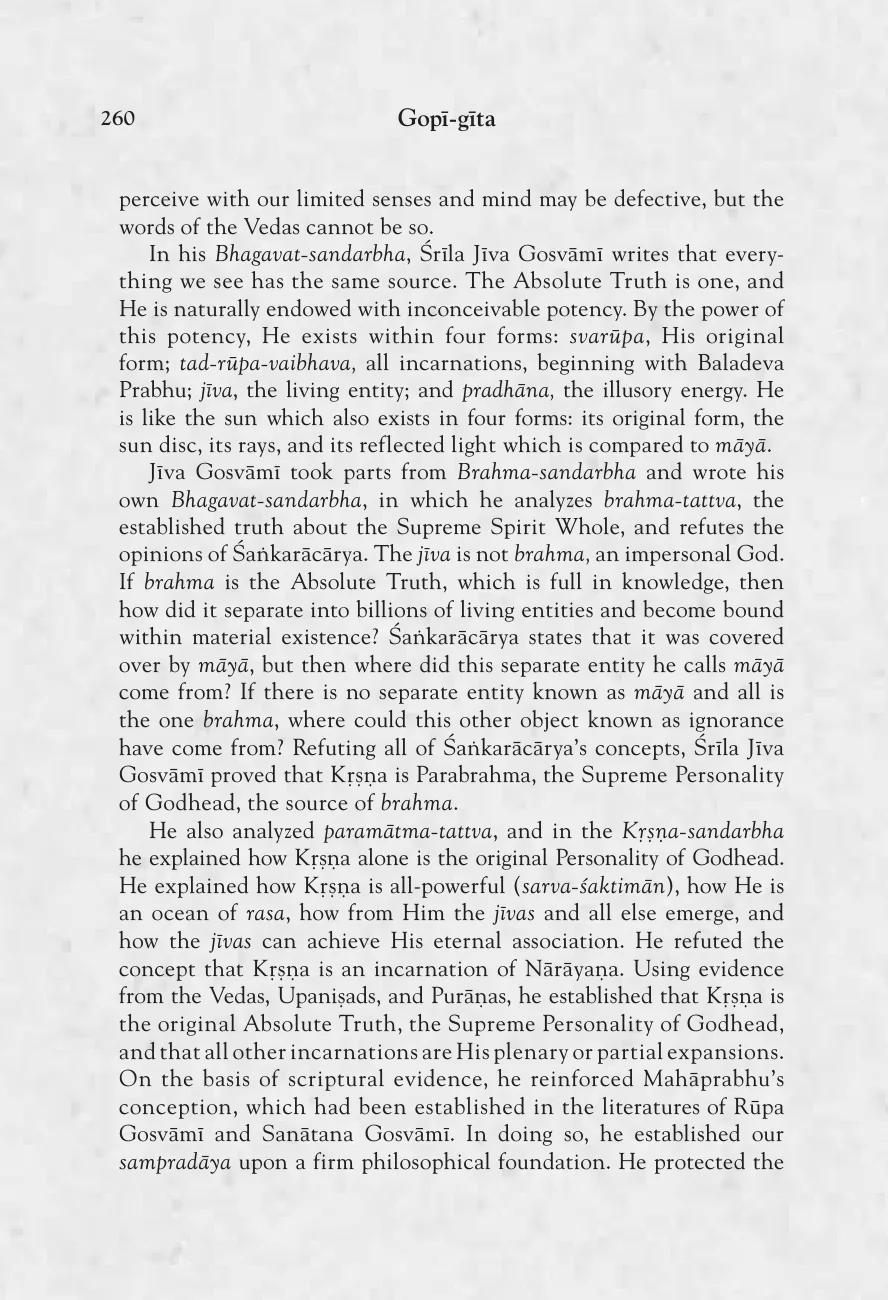 260
Gopī-gīta
perceive with our limited senses and mind may be defective, but the
words of the Vedas cannot be so.
In his Bhagavat-sandarbha, Śrīla Jīva Gosvāmī writes that every-
thing we see has the same source. The Absolute Truth is one, and
He is naturally endowed with inconceivable potency. By the power of
this potency, He exists within four forms: svarūpa, His original
form; tad-rūpa-vaibhava, all incarnations, beginning with Baladeva
Prabhu; jīva, the living entity; and pradhāna, the illusory energy. He
is like the sun which also exists in four forms: its original form, the
sun disc, its rays, and its reflected light which is compared to māyā.
Jīva Gosvāmī took parts from Brahma-sandarbha and wrote his
own Bhagavat-sandarbha, in which he analyzes brahma-tattva, the
established truth about the Supreme Spirit Whole, and refutes the
opinions of Śaṅkarācārya. The jīva is not brahma, an impersonal God.
If brahma is the Absolute Truth, which is full in knowledge, then
how did it separate into billions of living entities and become bound
within material existence? Śaṅkarācārya states that it was covered
over by māyā, but then where did this separate entity he calls māyā
come from? If there is no separate entity known as māyā and all is
the one brahma, where could this other object known as ignorance
have come from? Refuting all of Śaṅkarācārya's concepts, Śrīla Jīva
Gosvāmī proved that Kṛṣṇa is Parabrahma, the Supreme Personality
of Godhead, the source of brahma.
He also analyzed paramātma-tattva, and in the Kṛṣṇa-sandarbha
he explained how Kṛṣṇa alone is the original Personality of Godhead.
He explained how Kṛṣṇa is all-powerful (sarva-śaktimān), how He is
an ocean of rasa, how from Him the jīvas and all else emerge, and
how the jīvas can achieve His eternal association. He refuted the
concept that Kṛṣṇa is an incarnation of Nārāyaṇa. Using evidence
from the Vedas, Upaniṣads, and Purāṇas, he established that Kṛṣṇa is
the original Absolute Truth, the Supreme Personality of Godhead,
and that all other incarnations are His plenary or partial expansions.
On the basis of scriptural evidence, he reinforced Mahāprabhu's
conception, which had been established in the literatures of Rūpa
Gosvāmī and Sanātana Gosvāmī. In doing so, he established our
sampradāya upon a firm philosophical foundation. He protected the